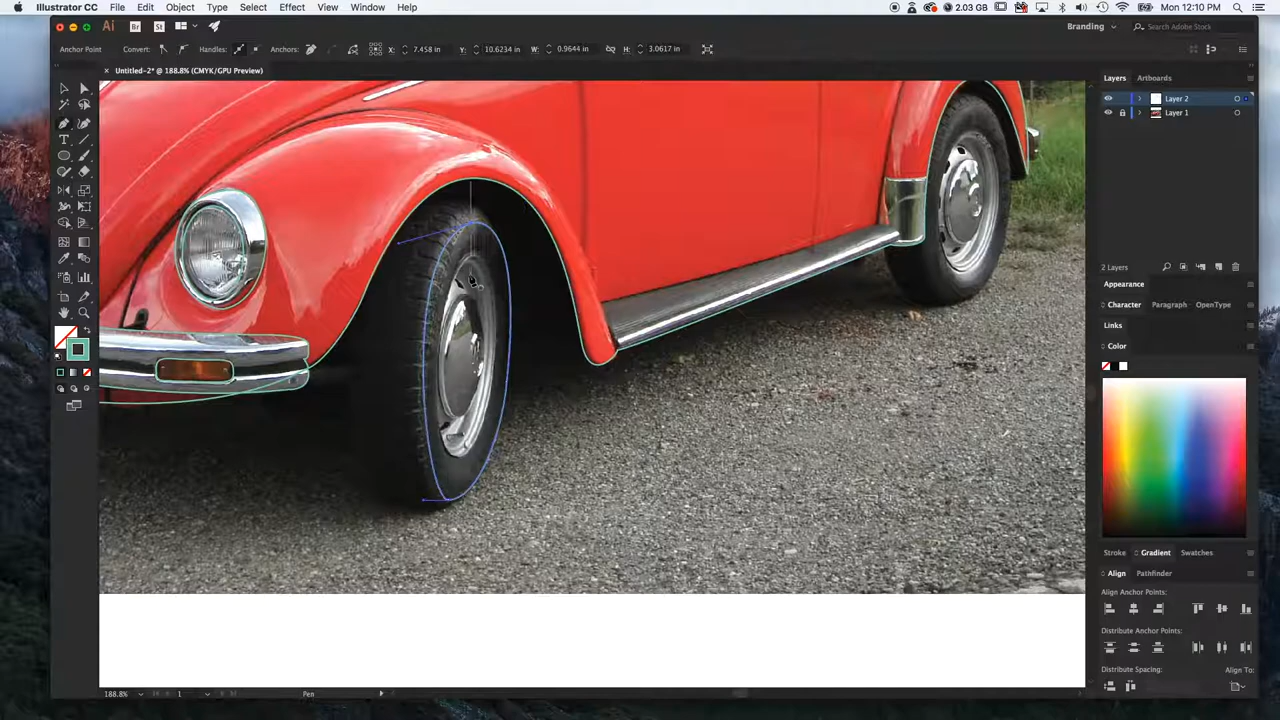 Illustrator CC File Edit Object Type Select Effect View Window Help 2.03 GB Mon 12:10 PM
Ai Br St Branding Search Adobe Stock
Anchor Point Convert: Handles: Anchors: X: 7.458 in Y: 10.6234 in W: 0.9644 in H: 3.0617 in
Untitled-2* @ 188.8% (CMYK/GPU Preview)
Layers Artboards
Layer 2
Layer 1
2 Layers
Appearance
Character Paragraph OpenType
Links
Color
Stroke Gradient Swatches
Align Pathfinder
Align Anchor Points:
Distribute Anchor Points:
Distribute Spacing: Align To:
188.8% 1 Pen